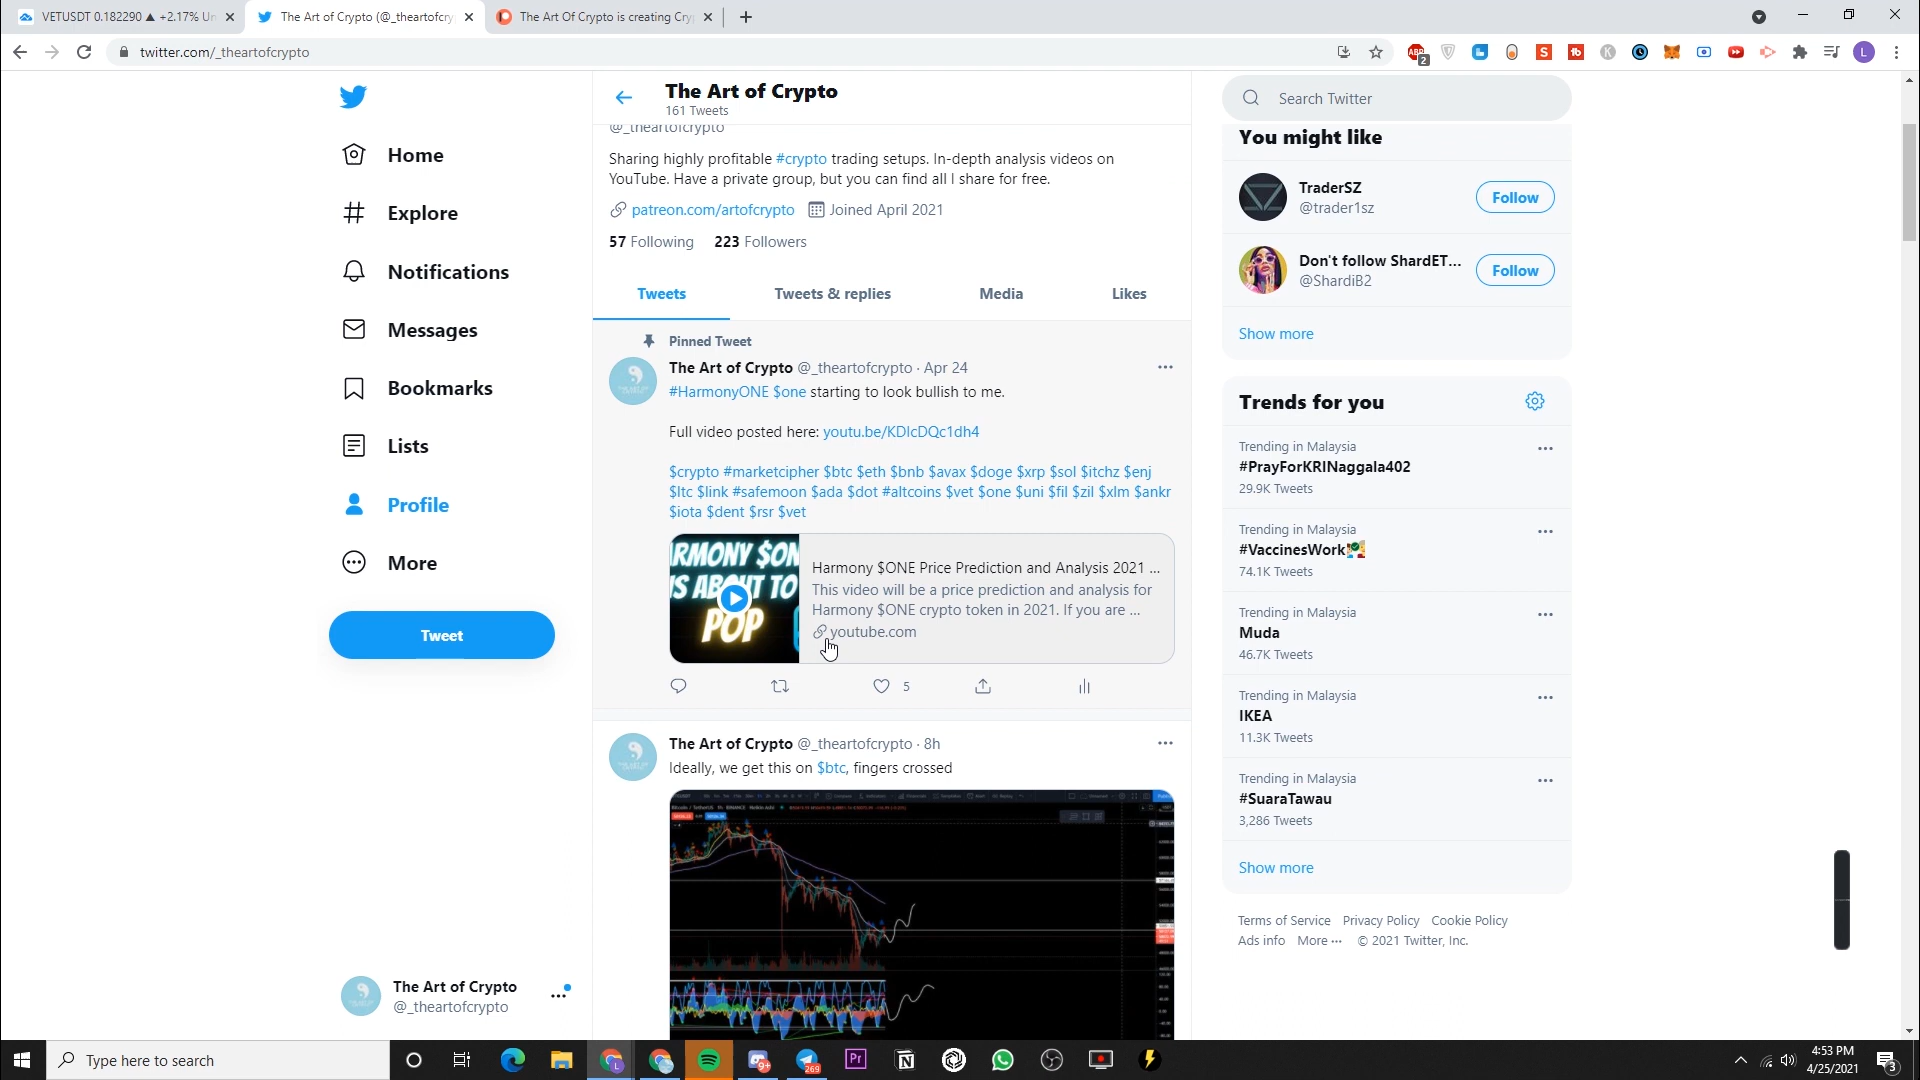 VETUSDT 0.182290 ▲ +2.17% Un
The Art of Crypto (@_theartofcry
The Art Of Crypto is creating Cry
twitter.com/_theartofcrypto
The Art of Crypto
161 Tweets
@_theartofcrypto
Sharing highly profitable #crypto trading setups. In-depth analysis videos on
YouTube. Have a private group, but you can find all I share for free.
patreon.com/artofcrypto Joined April 2021
57 Following 223 Followers
Tweets Tweets & replies Media Likes
Pinned Tweet
The Art of Crypto @_theartofcrypto · Apr 24
#HarmonyONE $one starting to look bullish to me.
Full video posted here: youtu.be/KDIcDQc1dh4
$crypto #marketcipher $btc $eth $bnb $avax $doge $xrp $sol $itchz $enj
$ltc $link #safemoon $ada $dot #altcoins $vet $one $uni $fil $zil $xlm $ankr
$iota $dent $rsr $vet
RMONY $ON
S ABOUT TO
POP
Harmony $ONE Price Prediction and Analysis 2021 ...
This video will be a price prediction and analysis for
Harmony $ONE crypto token in 2021. If you are ...
youtube.com
5
The Art of Crypto @_theartofcrypto · 8h
Ideally, we get this on $btc, fingers crossed
Home
Explore
Notifications
Messages
Bookmarks
Lists
Profile
More
Tweet
The Art of Crypto
@_theartofcrypto
Search Twitter
You might like
TraderSZ
@trader1sz
Follow
Don't follow ShardET...
@ShardiB2
Follow
Show more
Trends for you
Trending in Malaysia
#PrayForKRINaggala402
29.9K Tweets
Trending in Malaysia
#VaccinesWork
74.1K Tweets
Trending in Malaysia
Muda
46.7K Tweets
Trending in Malaysia
IKEA
11.3K Tweets
Trending in Malaysia
#SuaraTawau
3,286 Tweets
Show more
Terms of Service Privacy Policy Cookie Policy
Ads info More ··· © 2021 Twitter, Inc.
Type here to search
9+
269
Pr
4:53 PM
4/25/2021
3